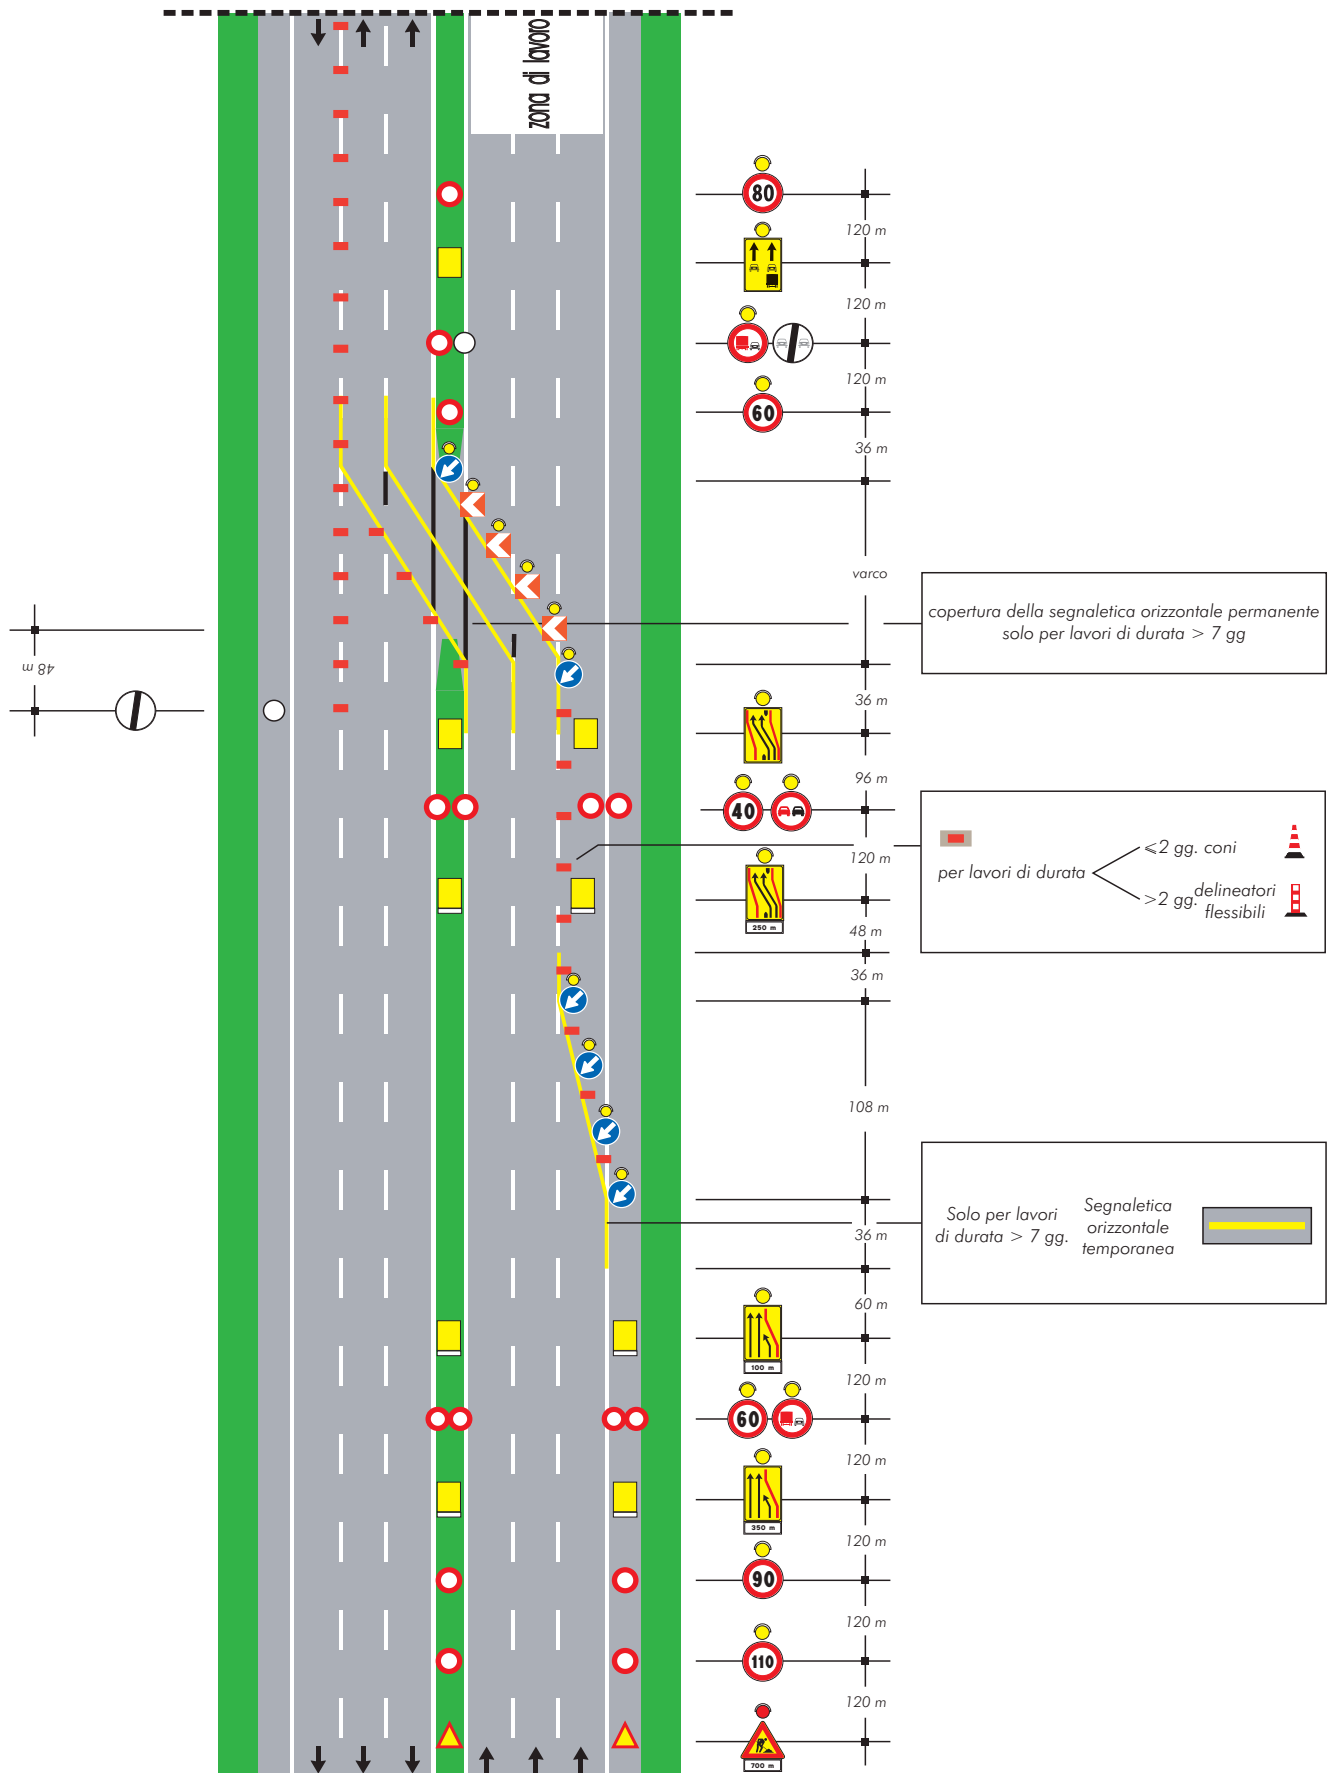 zona di lavoro
80
120 m
120 m
120 m
60
36 m
varco
copertura della segnaletica orizzontale permanente
solo per lavori di durata > 7 gg
48 m
36 m
96 m
40
120 m
⩽2 gg. coni
per lavori di durata
>2 gg. delineatori
flessibili
250 m
48 m
36 m
108 m
Solo per lavori
di durata > 7 gg.
Segnaletica
orizzontale
temporanea
36 m
60 m
100 m
120 m
60
120 m
350 m
120 m
90
120 m
110
120 m
700 m